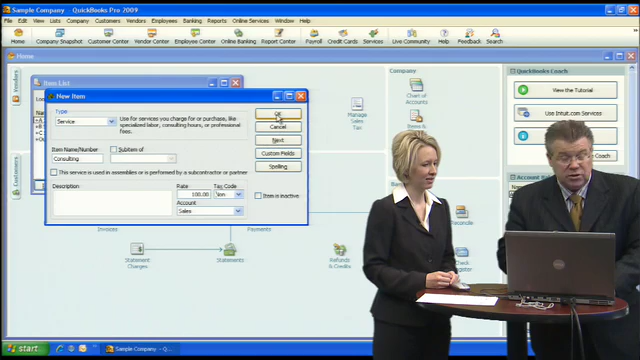 Sample Company - QuickBooks Pro 2009
File Edit View Lists Company Customers Vendors Employees Banking Reports Online Services Window Help
Home Company Snapshot Customer Center Vendor Center Employee Center Online Banking Report Center Payroll Credit Cards Services Live Community Help Feedback Search
Home
Vendors
Customers
Item List
New Item
Type
Service
Use for services you charge for or purchase, like
specialized labor, consulting hours, or professional
fees.
OK
Cancel
Next
Custom Fields
Spelling
Item Name/Number
Subitem of
Consulting
This service is used in assemblies or is performed by a subcontractor or partner
Description
Rate
Tax Code
100.00
Non
Account
Sales
Item is inactive
Invoices
Payments
Statement
Charges
Statements
Refunds
& Credits
Manage
Sales
Tax
Company
Chart of
Accounts
Items &
Reconcile
Check
Register
QuickBooks Coach
View the Tutorial
Use Intuit.com Services
Coach
start
Sample Company - Q...